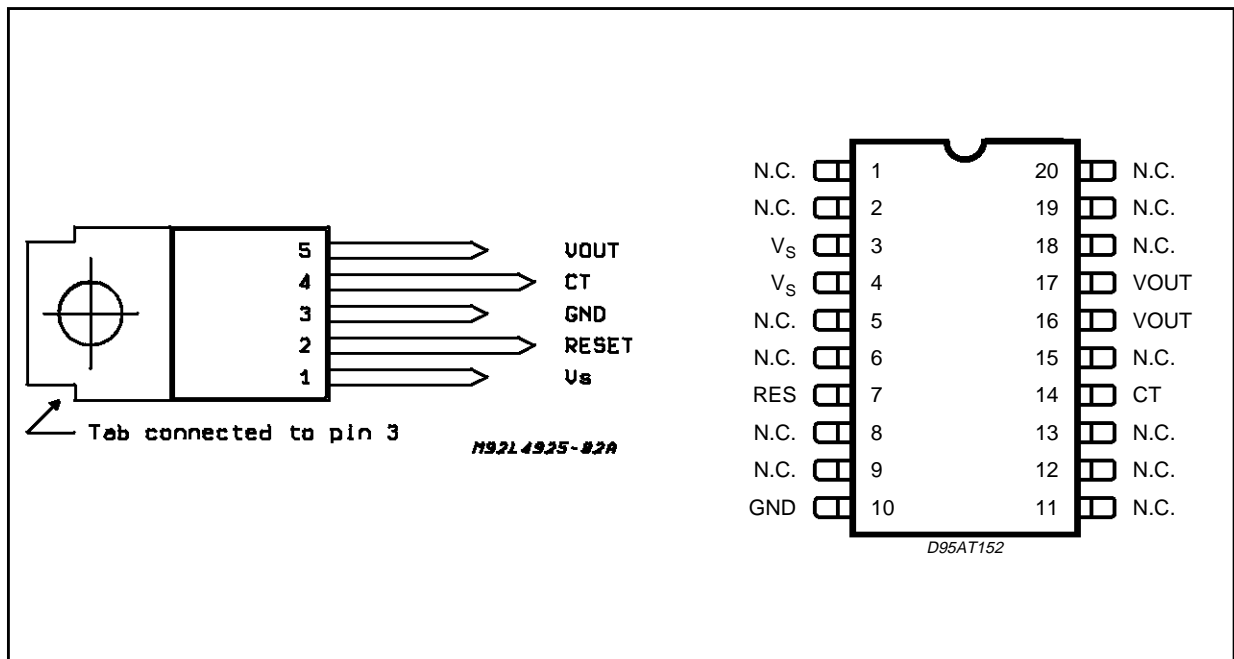 5 VOUT
4 CT
3 GND
2 RESET
1 Vs
Tab connected to pin 3
M92L4925-02A
N.C. 1 20 N.C.
N.C. 2 19 N.C.
VS 3 18 N.C.
VS 4 17 VOUT
N.C. 5 16 VOUT
N.C. 6 15 N.C.
RES 7 14 CT
N.C. 8 13 N.C.
N.C. 9 12 N.C.
GND 10 11 N.C.
D95AT152